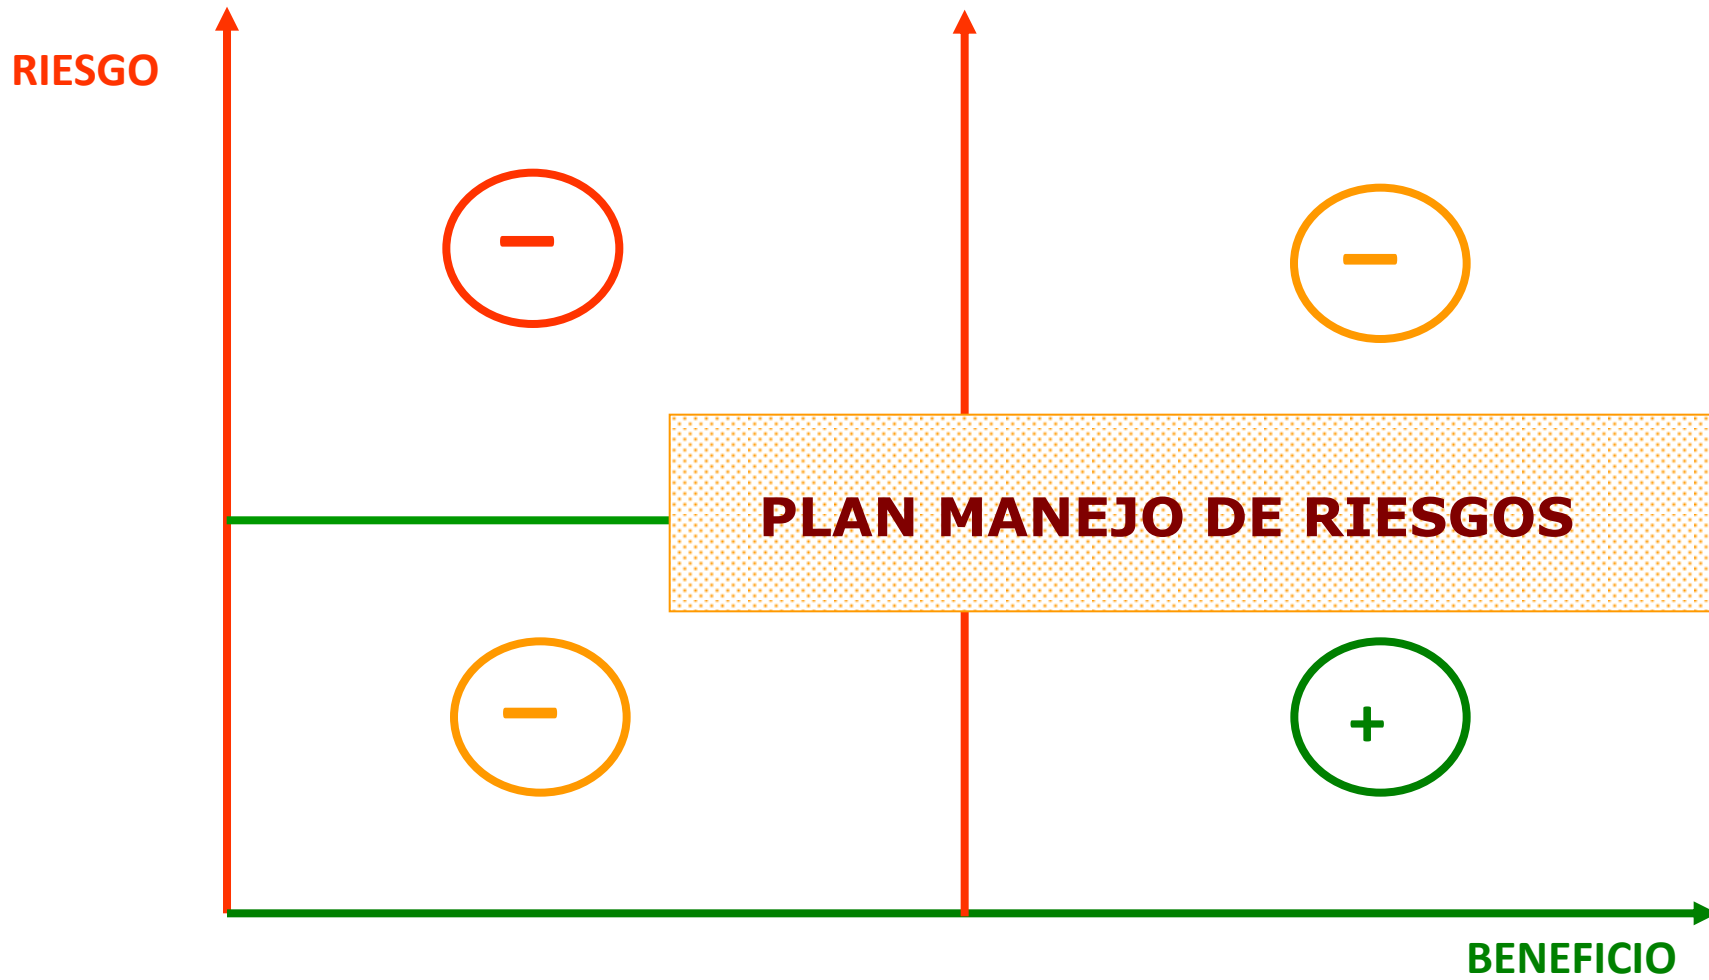 RIESGO
−
−
PLAN MANEJO DE RIESGOS
−
+
BENEFICIO